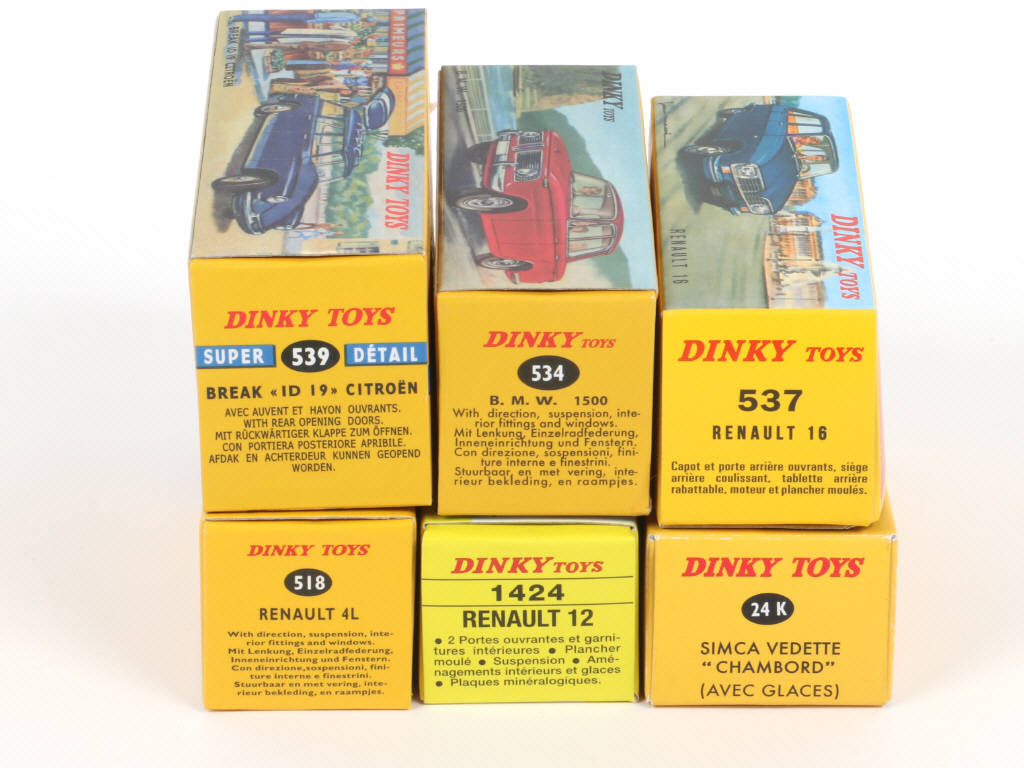 PRIMEURS
BREAK ID 19 CITROËN
DINKY TOYS
DINKY TOYS
SUPER 539 DÉTAIL
BREAK «ID 19» CITROËN
AVEC AUVENT ET HAYON OUVRANTS.
WITH REAR OPENING DOORS.
MIT RÜCKWÄRTIGER KLAPPE ZUM ÖFFNEN.
CON PORTIERA POSTERIORE APRIBILE.
AFDAK EN ACHTERDEUR KUNNEN GEOPEND
WORDEN.
B.M.W. 1500
DINKY TOYS
DINKY TOYS
534
B. M. W. 1500
With direction, suspension, inte-
rior fittings and windows.
Mit Lenkung, Einzelradfederung,
Inneneinrichtung und Fenstern.
Con direzione, sospensioni, fini-
ture interne e finestrini.
Stuurbaar en met vering, inte-
rieur bekleding, en raampjes.
RENAULT 16
DINKY TOYS
DINKY TOYS
537
RENAULT 16
Capot et porte arrière ouvrants, siège
arrière coulissant, tablette arrière
rabattable, moteur et plancher moulés.
DINKY TOYS
518
RENAULT 4L
With direction, suspension, inte-
rior fittings and windows.
Mit Lenkung, Einzelradfederung,
Inneneinrichtung und Fenstern.
Con direzione,sospensioni, fini-
ture interne e finestrini.
Stuurbaar en met vering, inte-
rieur bekleding, en raampjes.
DINKY TOYS
1424
RENAULT 12
● 2 Portes ouvrantes et garni-
tures intérieures ● Plancher
moulé ● Suspension ● Amé-
nagements intérieurs et glaces
● Plaques minéralogiques.
DINKY TOYS
24 K
SIMCA VEDETTE
"CHAMBORD"
(AVEC GLACES)